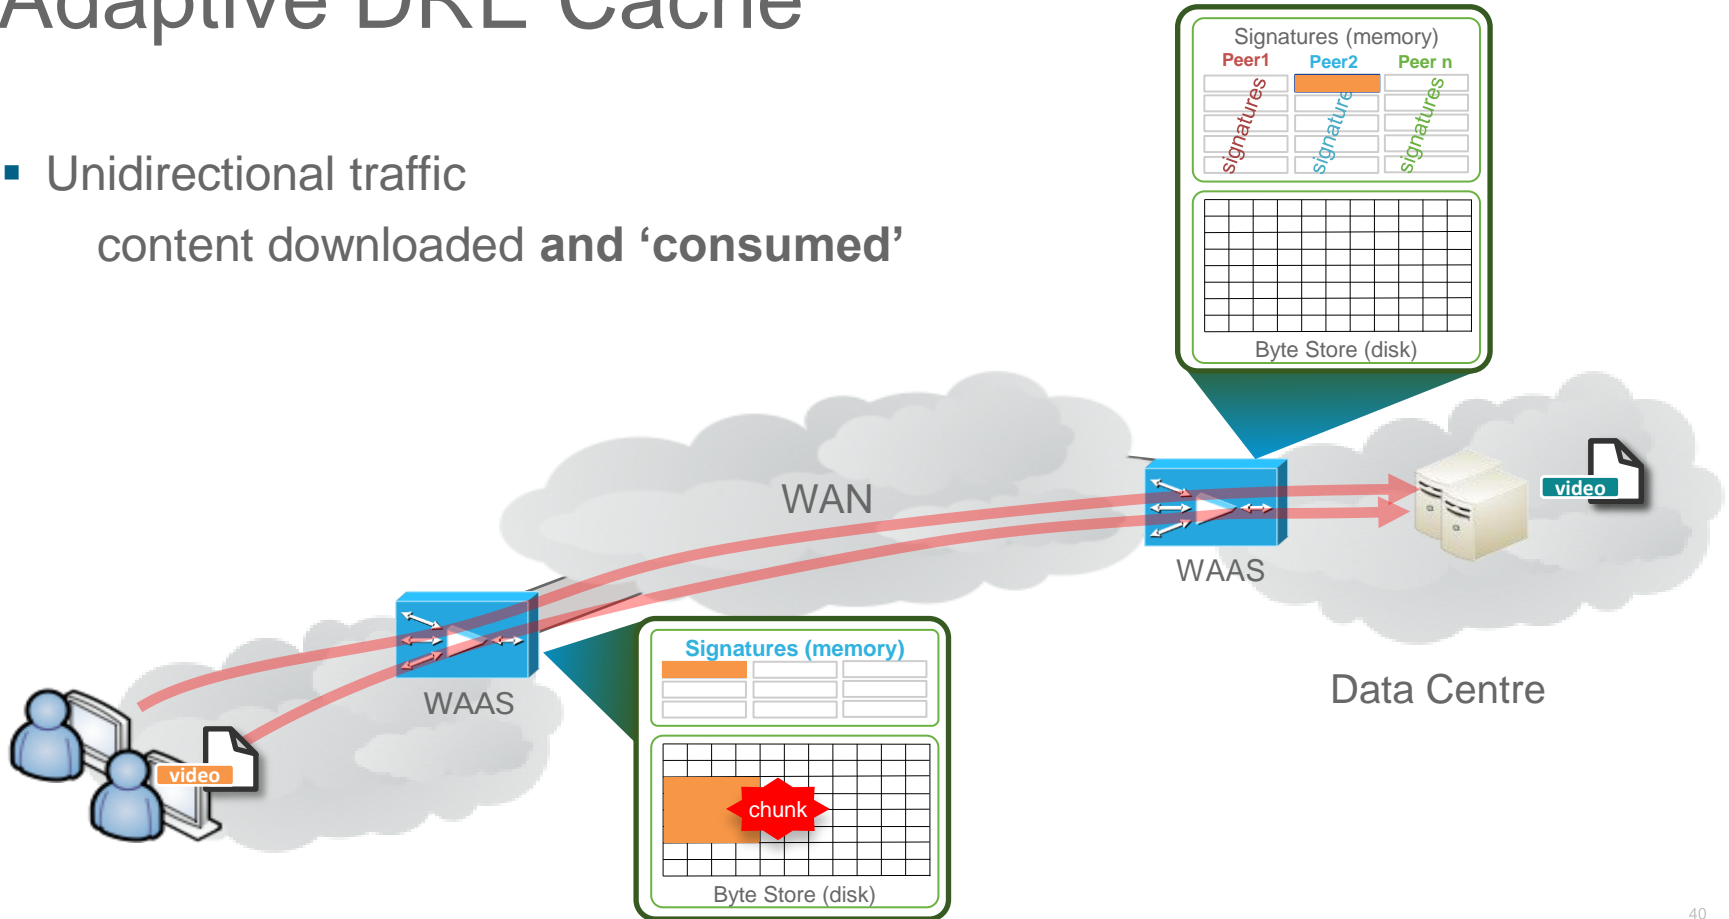 Adaptive DRE Cache
Unidirectional traffic
content downloaded and ‘consumed’
Signatures (memory)
Peer1 Peer2 Peer n
signatures signature signatures
Byte Store (disk)
WAN
video
WAAS
WAAS
Data Centre
video
Signatures (memory)
chunk
Byte Store (disk)
40